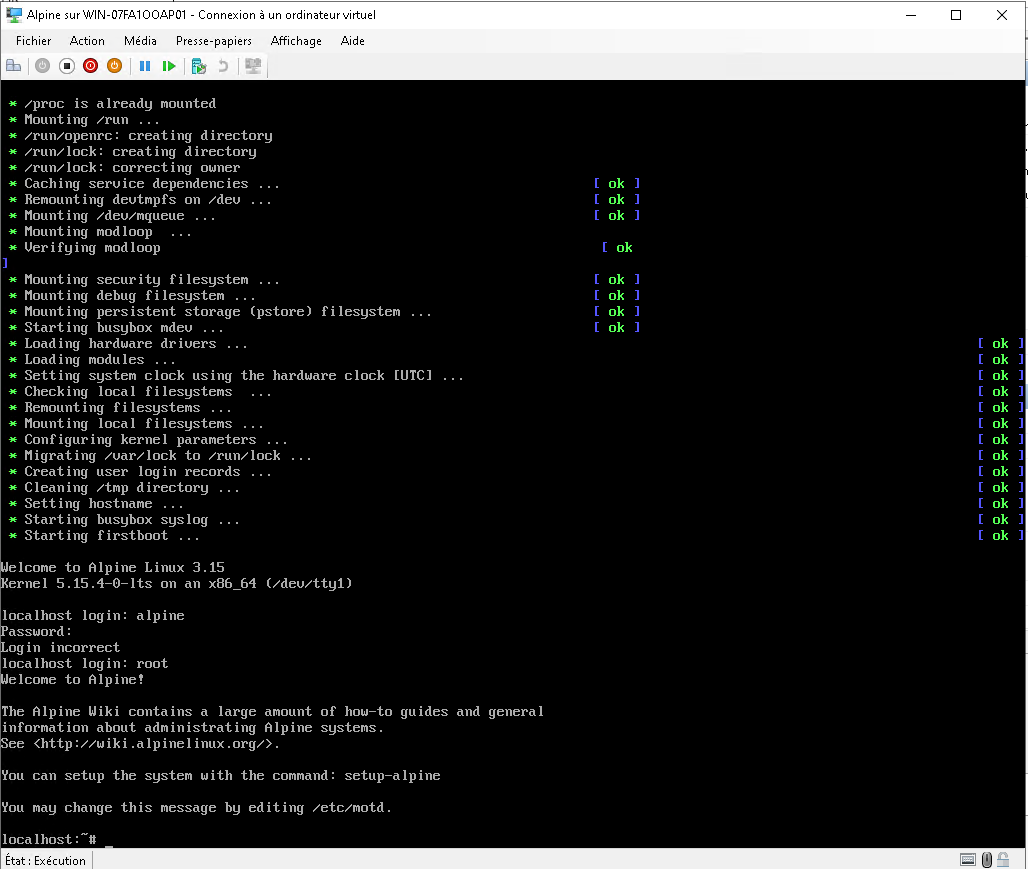 Alpine sur WIN-07FA1OOAP01 - Connexion à un ordinateur virtuel
Fichier Action Média Presse-papiers Affichage Aide
* /proc is already mounted
* Mounting /run ...
* /run/openrc: creating directory
* /run/lock: creating directory
* /run/lock: correcting owner
* Caching service dependencies ... [ ok ]
* Remounting devtmpfs on /dev ... [ ok ]
* Mounting /dev/mqueue ... [ ok ]
* Mounting modloop  ...
* Verifying modloop [ ok
]
* Mounting security filesystem ... [ ok ]
* Mounting debug filesystem ... [ ok ]
* Mounting persistent storage (pstore) filesystem ... [ ok ]
* Starting busybox mdev ... [ ok ]
* Loading hardware drivers ... [ ok ]
* Loading modules ... [ ok ]
* Setting system clock using the hardware clock [UTC] ... [ ok ]
* Checking local filesystems  ... [ ok ]
* Remounting filesystems ... [ ok ]
* Mounting local filesystems ... [ ok ]
* Configuring kernel parameters ... [ ok ]
* Migrating /var/lock to /run/lock ... [ ok ]
* Creating user login records ... [ ok ]
* Cleaning /tmp directory ... [ ok ]
* Setting hostname ... [ ok ]
* Starting busybox syslog ... [ ok ]
* Starting firstboot ... [ ok ]
Welcome to Alpine Linux 3.15
Kernel 5.15.4-0-lts on an x86_64 (/dev/tty1)
localhost login: alpine
Password:
Login incorrect
localhost login: root
Welcome to Alpine!
The Alpine Wiki contains a large amount of how-to guides and general
information about administrating Alpine systems.
See <http://wiki.alpinelinux.org/>.
You can setup the system with the command: setup-alpine
You may change this message by editing /etc/motd.
localhost:~# _
État : Exécution